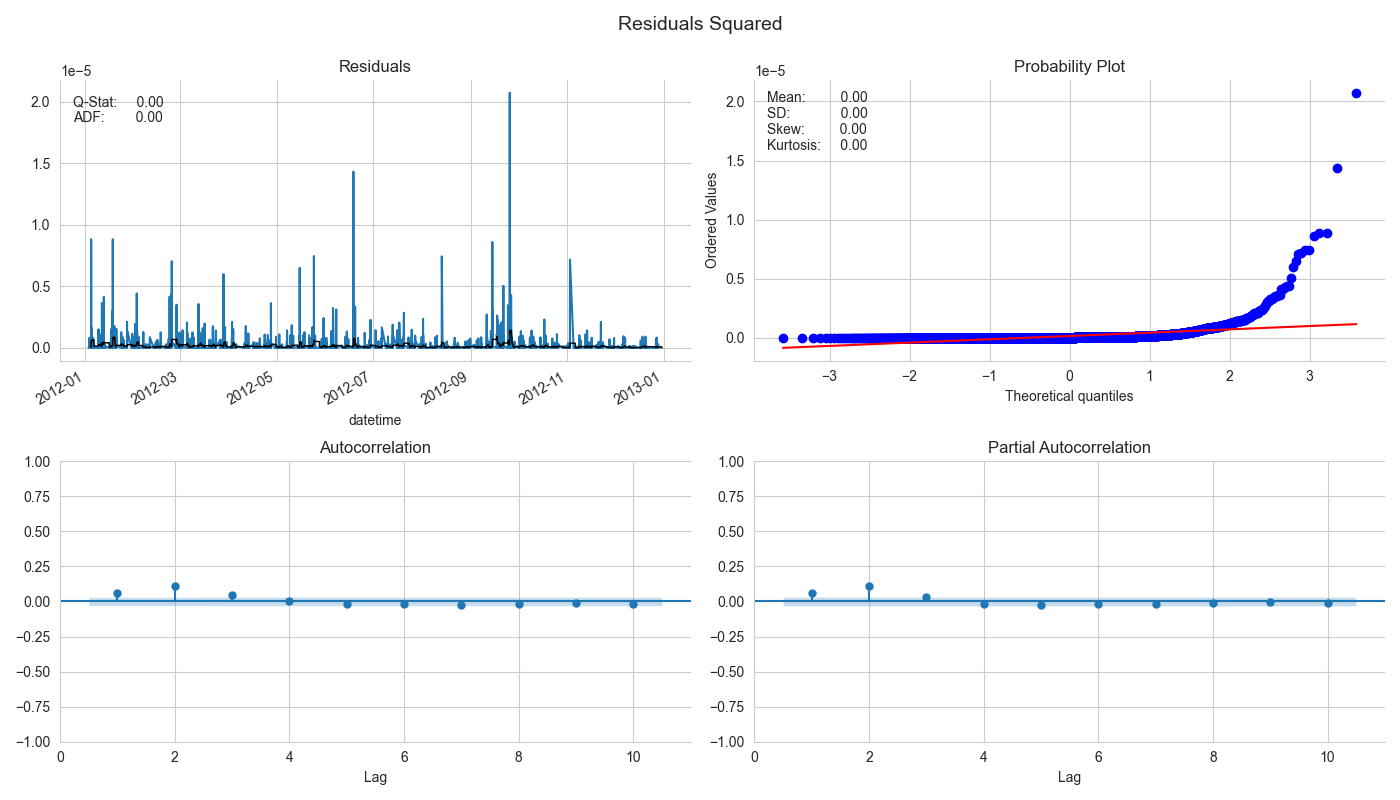 Residuals Squared
Residuals
1e−5
Q-Stat: 0.00
ADF: 0.00
2.0
1.5
1.0
0.5
0.0
2012-01
2012-03
2012-05
2012-07
2012-09
2012-11
2013-01
datetime
Probability Plot
1e−5
Mean: 0.00
SD: 0.00
Skew: 0.00
Kurtosis: 0.00
Ordered Values
2.0
1.5
1.0
0.5
0.0
−3 −2 −1 0 1 2 3
Theoretical quantiles
Autocorrelation
1.00
0.75
0.50
0.25
0.00
−0.25
−0.50
−0.75
−1.00
0 2 4 6 8 10
Lag
Partial Autocorrelation
1.00
0.75
0.50
0.25
0.00
−0.25
−0.50
−0.75
−1.00
0 2 4 6 8 10
Lag